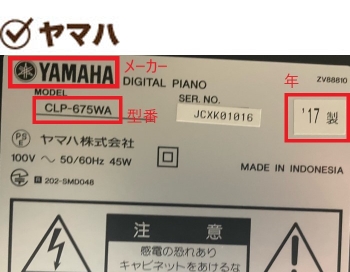 ヤマハ
YAMAHA メーカー
DIGITAL PIANO
年 ZV88810
MODEL
CLP-675WA 型番
SER. NO.
JCXK01016
'17 製
PSE ヤマハ株式会社
100V ～ 50/60Hz 45W
MADE IN INDONESIA
R 202-SMD048
注 意
感電の恐れあり
キャビネットをあけるな